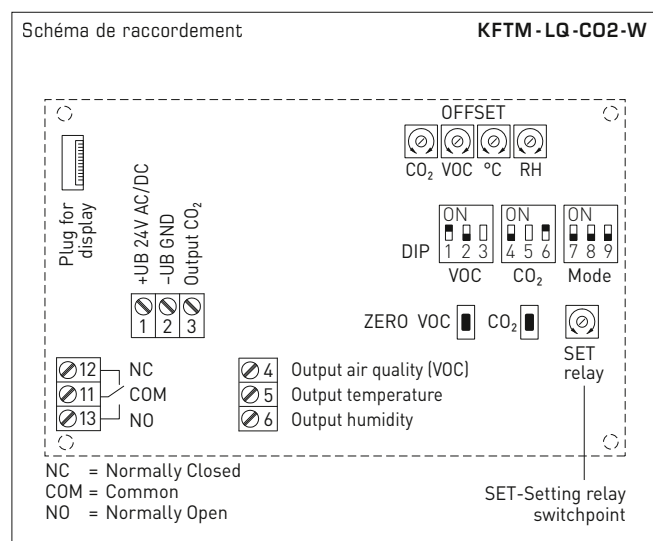 Schéma de raccordement KFTM-LQ-CO2-W
OFFSET
CO₂ VOC °C RH
Plug for
display
+UB 24V AC/DC
–UB GND
Output CO₂
1 2 3
ON ON ON
DIP 1 2 3 4 5 6 7 8 9
VOC CO₂ Mode
ZERO VOC CO₂
SET
relay
12 NC
11 COM
13 NO
4 Output air quality (VOC)
5 Output temperature
6 Output humidity
NC = Normally Closed
COM = Common
NO = Normally Open
SET-Setting relay
switchpoint